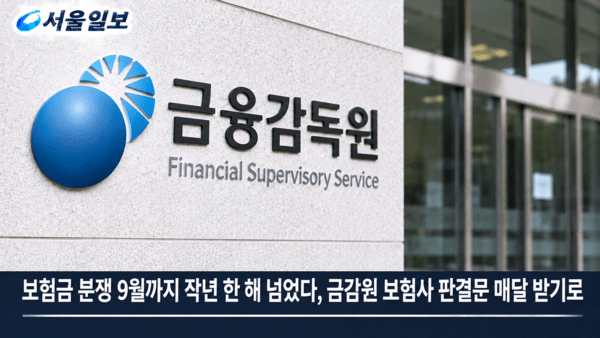 서울일보
금융감독원
Financial Supervisory Service
보험금 분쟁 9월까지 작년 한 해 넘었다, 금감원 보험사 판결문 매달 받기로